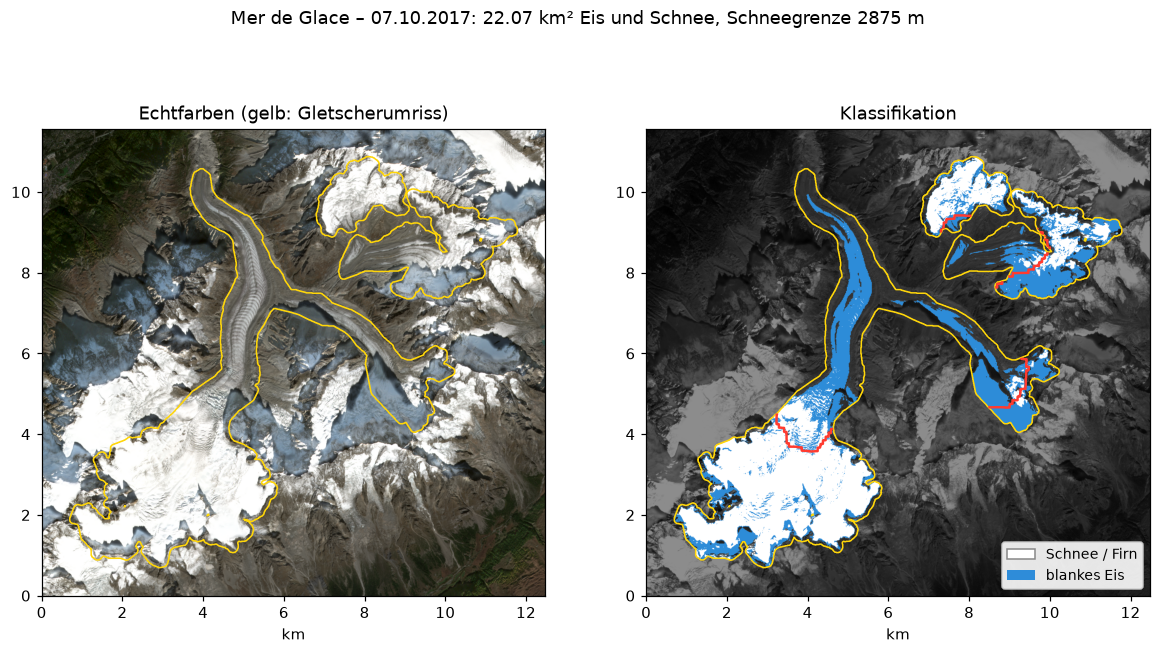 Mer de Glace – 07.10.2017: 22.07 km² Eis und Schnee, Schneegrenze 2875 m
Echtfarben (gelb: Gletscherumriss)
Klassifikation
10
8
6
4
2
0
0 2 4 6 8 10 12
km
10
8
6
4
2
0
0 2 4 6 8 10 12
km
Schnee / Firn
blankes Eis